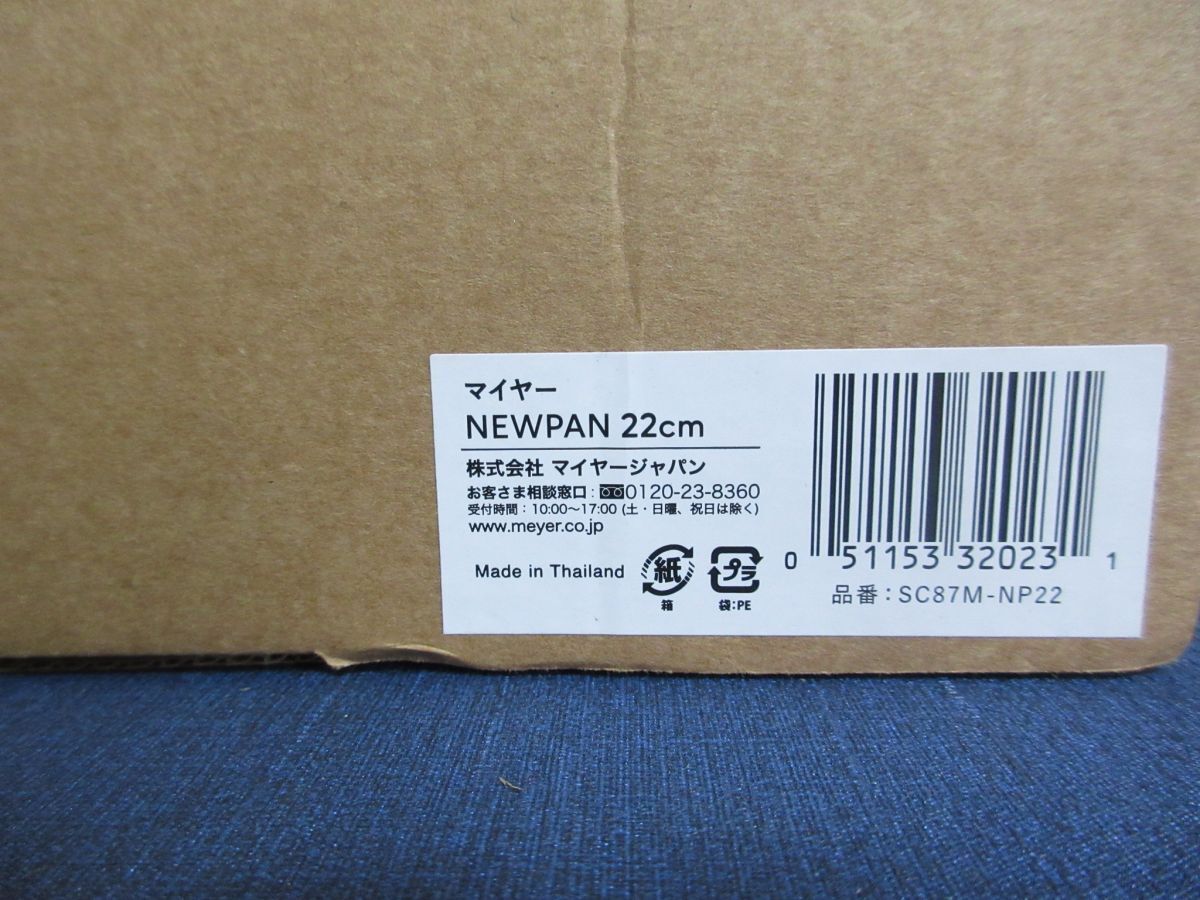 マイヤー
NEWPAN 22cm
株式会社 マイヤージャパン
お客さま相談窓口:0120-23-8360
受付時間:10:00~17:00 (土・日曜、祝日は除く)
www.meyer.co.jp
Made in Thailand
紙
箱
プラ
袋:PE
0 51153 32023 1
品番:SC87M-NP22